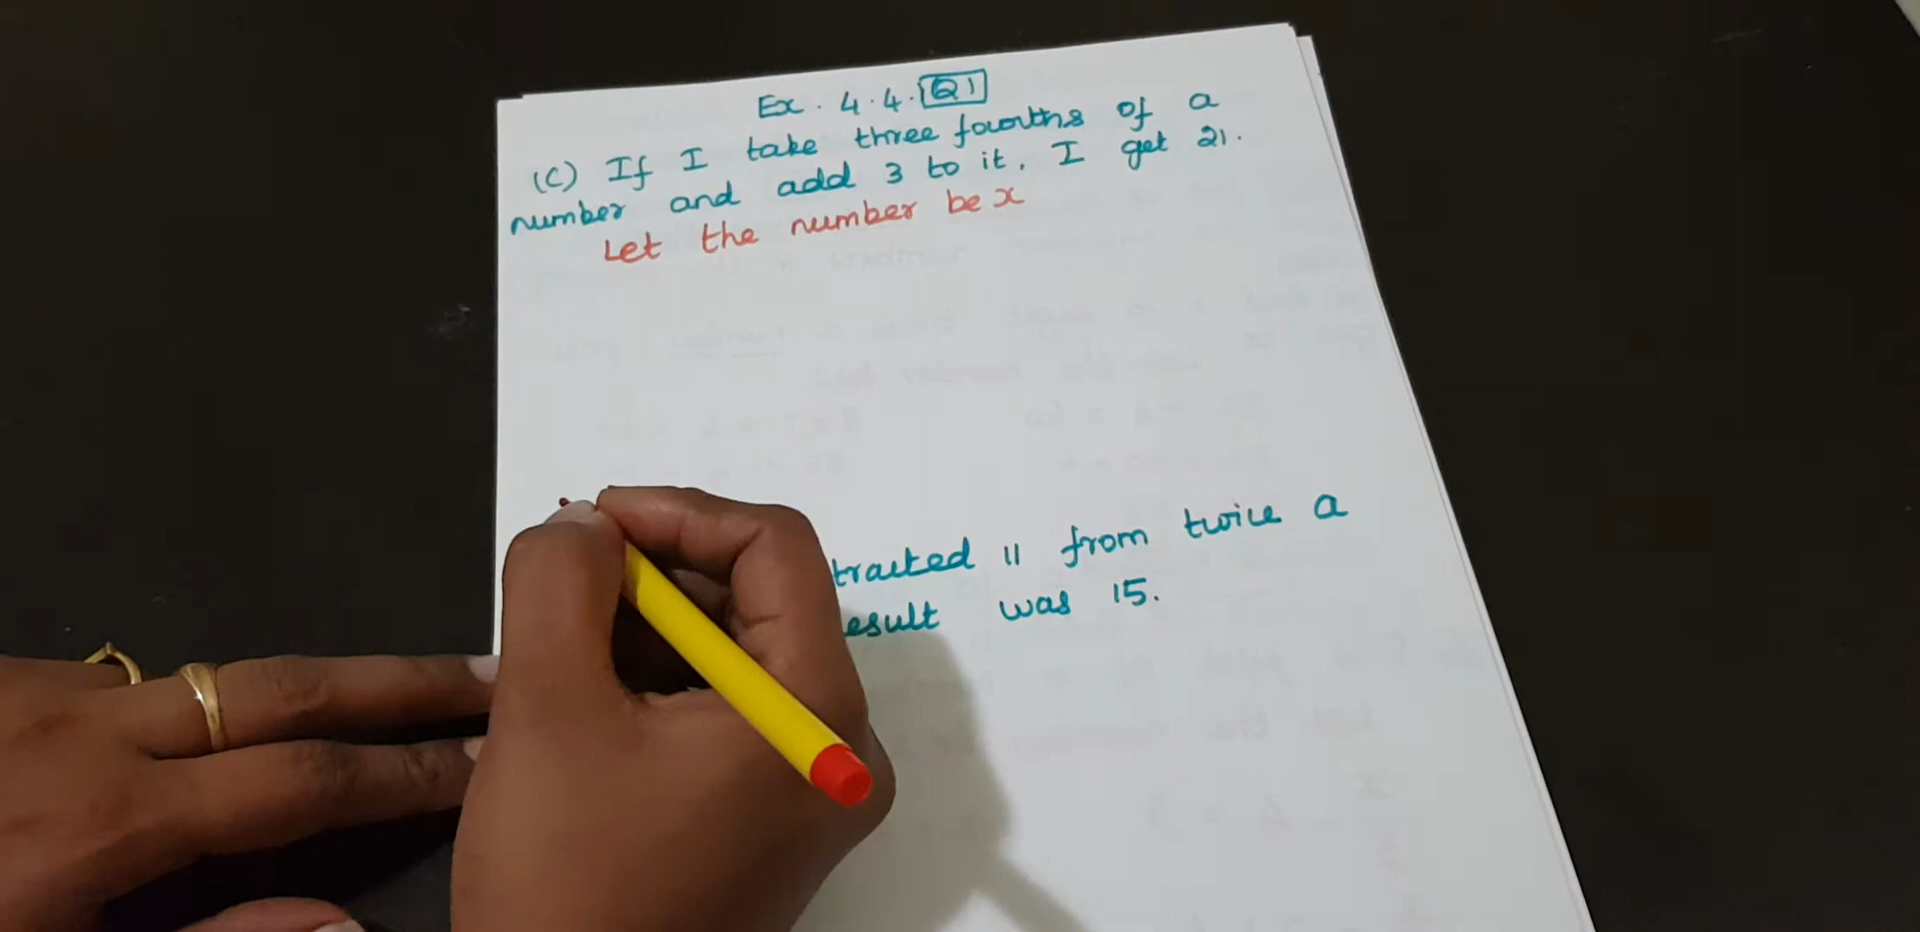 Ex. 4.4. Q1
(C) If I take three fourths of a
number and add 3 to it, I get 21.
Let the number be x
tracted 11 from twice a
esult was 15.